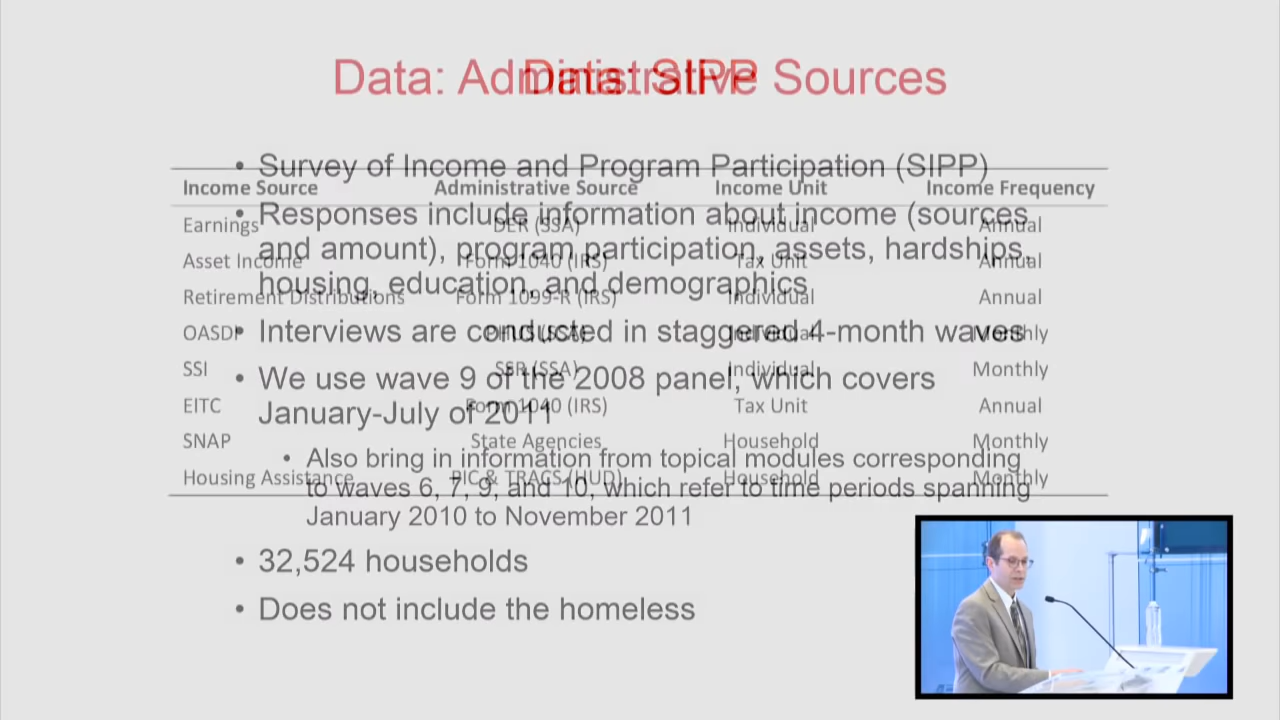 Data: SIPP
• Survey of Income and Program Participation (SIPP)
• Responses include information about income (sources
and amount), program participation, assets, hardships,
housing, education, and demographics
• Interviews are conducted in staggered 4-month waves
• We use wave 9 of the 2008 panel, which covers
January-July of 2011
• Also bring in information from topical modules corresponding
to waves 6, 7, 9, and 10, which refer to time periods spanning
January 2010 to November 2011
• 32,524 households
• Does not include the homeless
Data: Administrative Sources
Income Source Administrative Source Income Unit Income Frequency
Earnings DER (SSA) Individual Annual
Asset Income Form 1040 (IRS) Tax Unit Annual
Retirement Distributions Form 1099-R (IRS) Individual Annual
OASDI PHUS (SSA) Individual Monthly
SSI SSR (SSA) Individual Monthly
EITC Form 1040 (IRS) Tax Unit Annual
SNAP State Agencies Household Monthly
Housing Assistance PIC & TRACS (HUD) Household Monthly